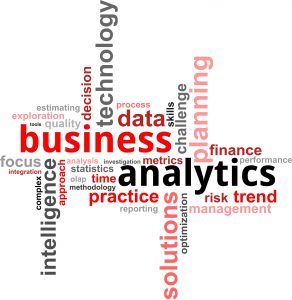 technology
decision
estimating
process
planning
exploration
data
skills
tools
quality
challenge
business
finance
focus
analysis
investigation
metrics
performance
integration
approach
statistics
analytics
intelligence
complex
olap
time
methodology
practice
solutions
optimization
risk
trend
reporting
management